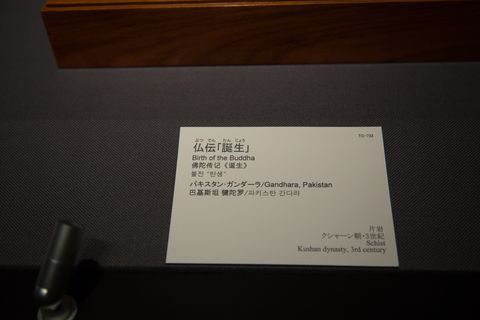 TC-733
ぶつ でん たん じょう
仏伝「誕生」
Birth of the Buddha
佛陀传记《诞生》
불전 "탄생"
パキスタン・ガンダーラ/Gandhara, Pakistan
巴基斯坦 犍陀罗/파키스탄 간다라
片岩
クシャーン朝・3世紀
Schist
Kushan dynasty, 3rd century